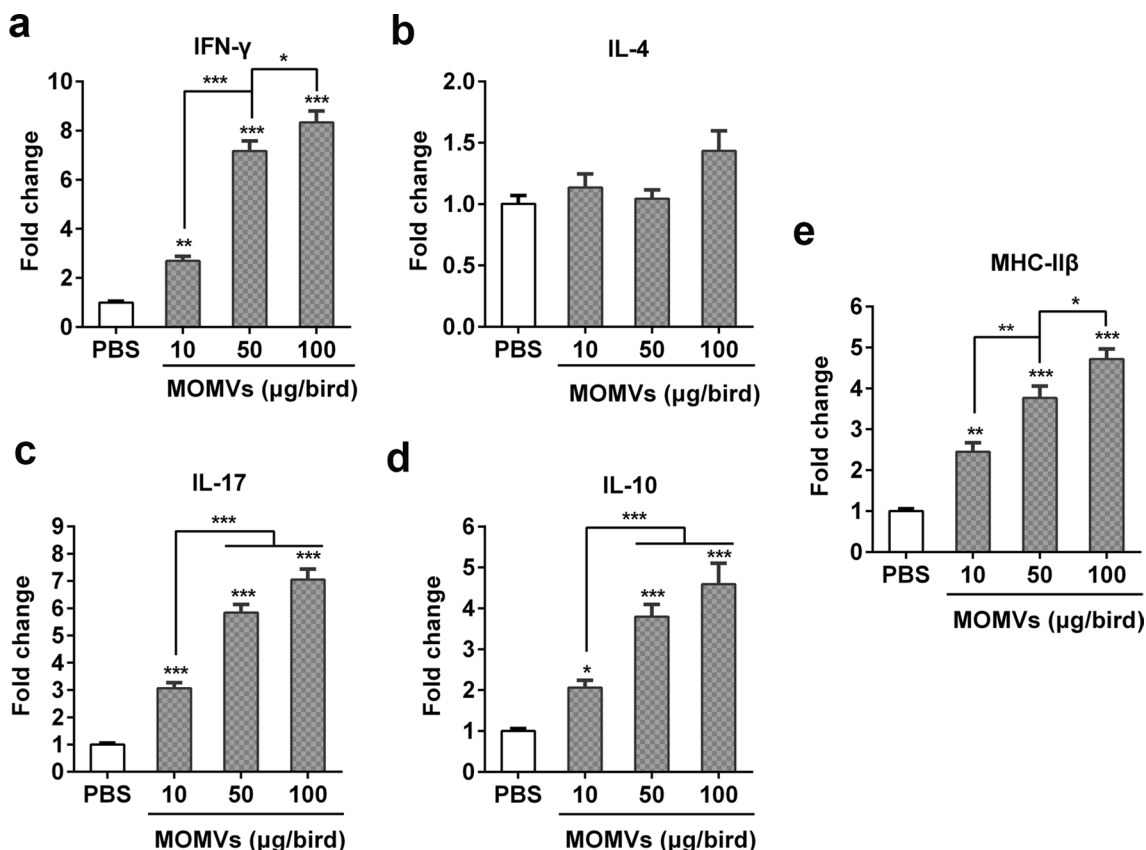 a
IFN-γ
Fold change
10
8
6
4
2
0
***
*
**
***
***
PBS
10
50
100
MOMVs (μg/bird)
b
IL-4
Fold change
2.0
1.5
1.0
0.5
0.0
PBS
10
50
100
MOMVs (μg/bird)
c
IL-17
Fold change
9
8
7
6
5
4
3
2
1
0
***
***
***
***
PBS
10
50
100
MOMVs (μg/bird)
d
IL-10
Fold change
6
5
4
3
2
1
0
***
*
***
***
PBS
10
50
100
MOMVs (μg/bird)
e
MHC-IIβ
Fold change
6
5
4
3
2
1
0
**
*
**
***
***
PBS
10
50
100
MOMVs (μg/bird)